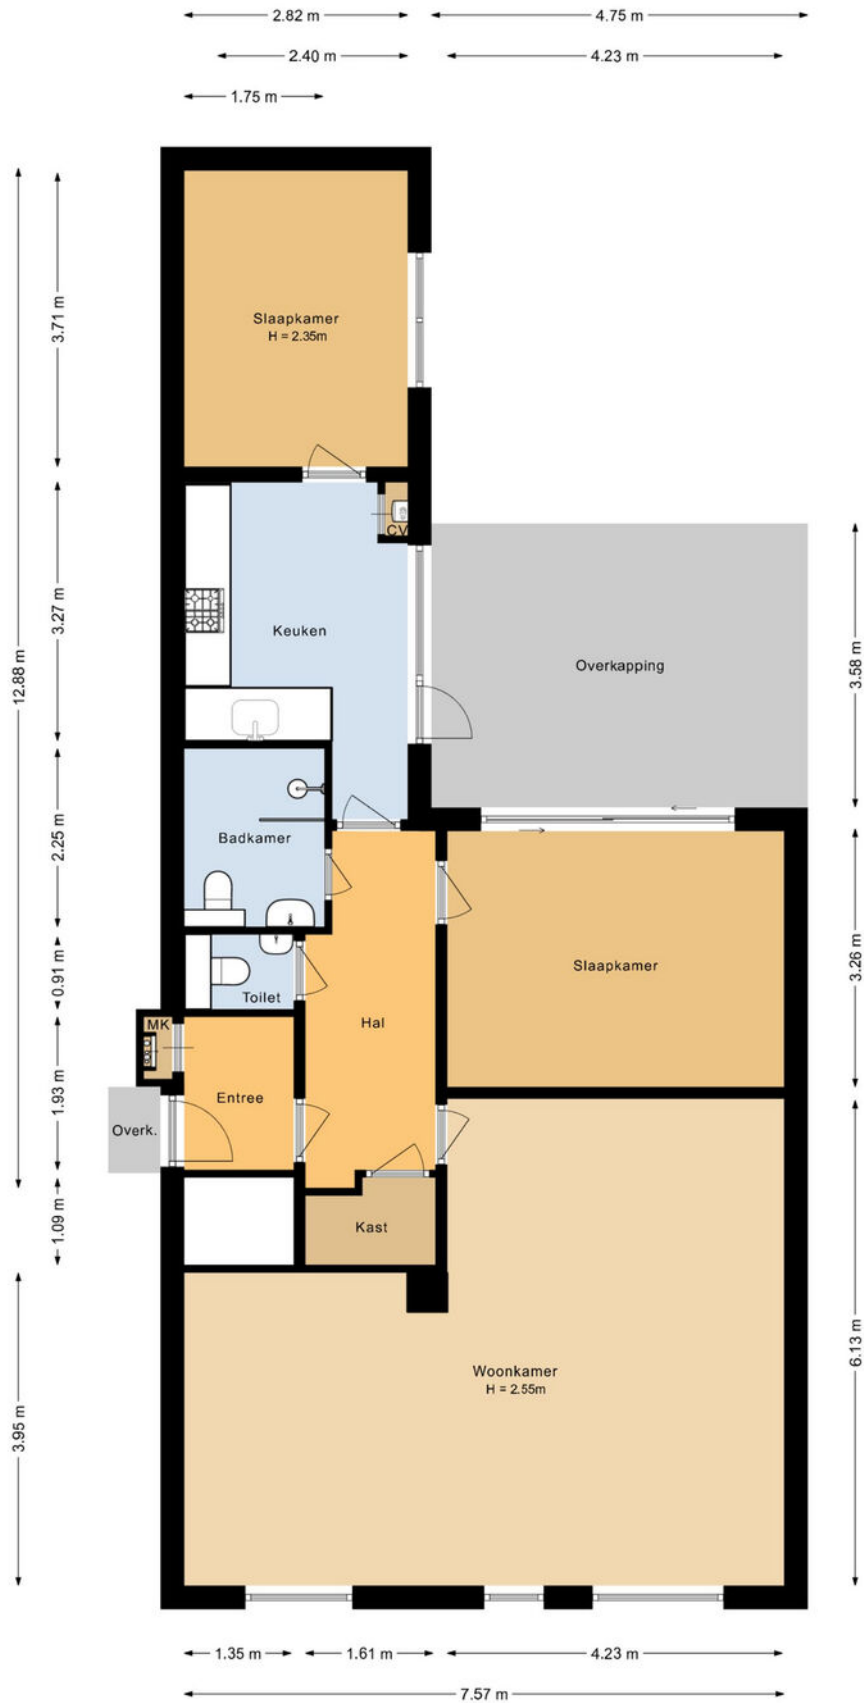 2.82 m
4.75 m
2.40 m
4.23 m
1.75 m
3.71 m
Slaapkamer
H = 2.35m
CV
3.27 m
Keuken
12.88 m
Overkapping
3.58 m
2.25 m
Badkamer
3.26 m
Slaapkamer
0.91 m
Toilet
MK
Hal
1.93 m
Entree
Overk.
1.09 m
Kast
6.13 m
Woonkamer
H = 2.55m
3.95 m
1.35 m
1.61 m
4.23 m
7.57 m